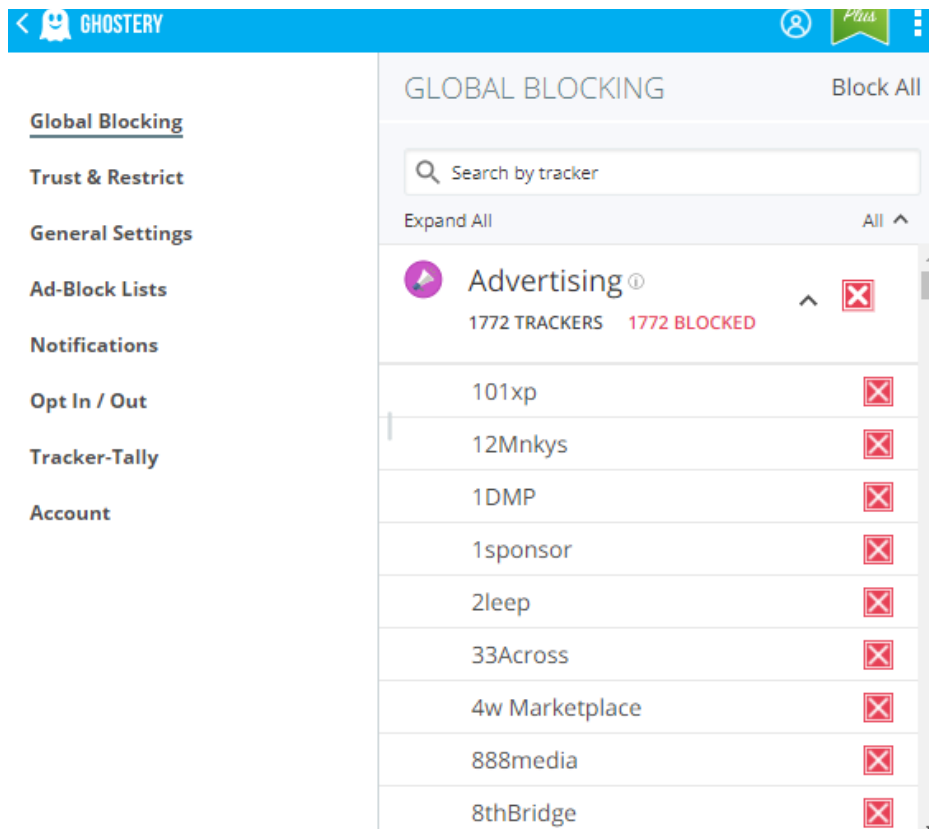 GHOSTERY
Plus
Global Blocking
Trust & Restrict
General Settings
Ad-Block Lists
Notifications
Opt In / Out
Tracker-Tally
Account
GLOBAL BLOCKING Block All
Search by tracker
Expand All All
Advertising
1772 TRACKERS 1772 BLOCKED
101xp
12Mnkys
1DMP
1sponsor
2leep
33Across
4w Marketplace
888media
8thBridge